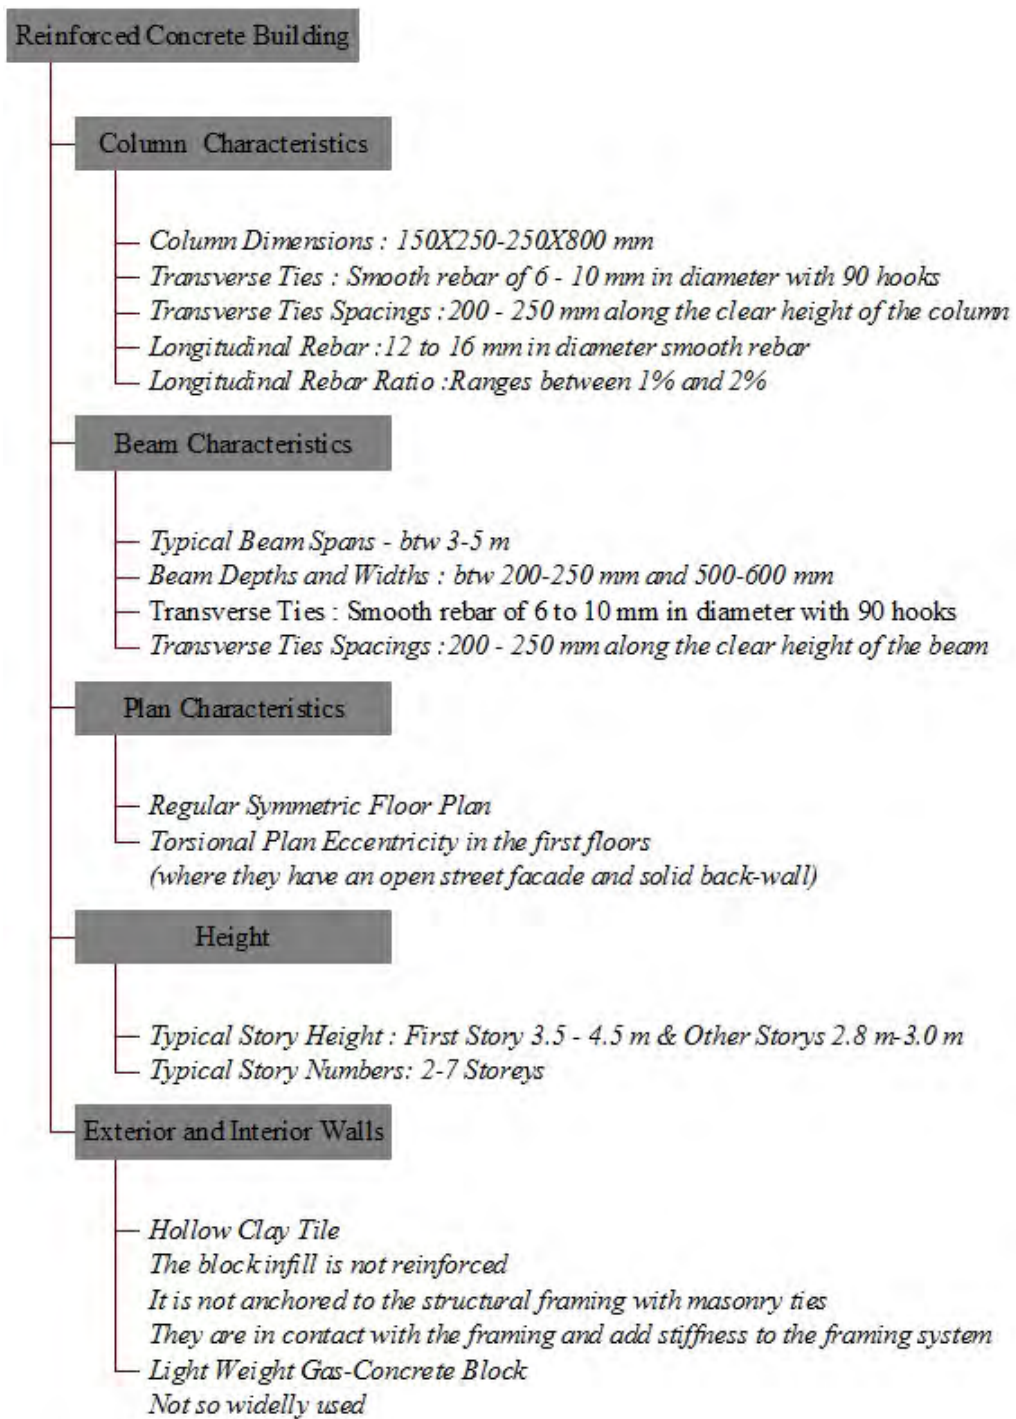 Reinforced Concrete Building
Column Characteristics
Column Dimensions : 150X250-250X800 mm
Transverse Ties : Smooth rebar of 6 - 10 mm in diameter with 90 hooks
Transverse Ties Spacings : 200 - 250 mm along the clear height of the column
Longitudinal Rebar : 12 to 16 mm in diameter smooth rebar
Longitudinal Rebar Ratio : Ranges between 1% and 2%
Beam Characteristics
Typical Beam Spans - btw 3-5 m
Beam Depths and Widths : btw 200-250 mm and 500-600 mm
Transverse Ties : Smooth rebar of 6 to 10 mm in diameter with 90 hooks
Transverse Ties Spacings : 200 - 250 mm along the clear height of the beam
Plan Characteristics
Regular Symmetric Floor Plan
Torsional Plan Eccentricity in the first floors
(where they have an open street facade and solid back-wall)
Height
Typical Story Height : First Story 3.5 - 4.5 m & Other Storys 2.8 m-3.0 m
Typical Story Numbers: 2-7 Storeys
Exterior and Interior Walls
Hollow Clay Tile
The block infill is not reinforced
It is not anchored to the structural framing with masonry ties
They are in contact with the framing and add stiffness to the framing system
Light Weight Gas-Concrete Block
Not so widelly used